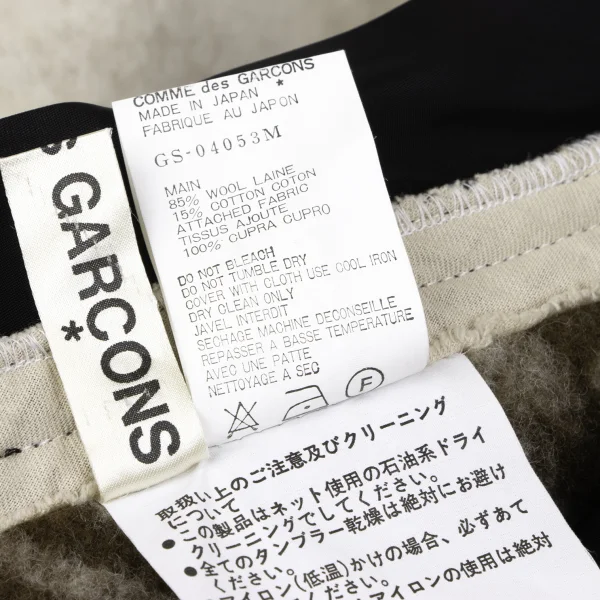 COMME des GARCONS *
MADE IN JAPAN
FABRIQUE AU JAPON
GS-04053M
MAIN
85% WOOL LAINE
15% COTTON COTON
ATTACHED FABRIC
TISSUS AJOUTE
100% CUPRA CUPRO
DO NOT BLEACH
DO NOT TUMBLE DRY
COVER WITH CLOTH USE COOL IRON
DRY CLEAN ONLY
JAVEL INTERDIT
SECHAGE MACHINE DECONSEILLE
REPASSER A BASSE TEMPERATURE
AVEC UNE PATTE
NETTOYAGE A SEC
F
S GARCONS *
取扱い上のご注意及びクリーニング
について
●この製品はネット使用の石油系ドライ
クリーニングでしてください。
●全てのタンブラー乾燥は絶対にお避け
ください。
アイロン(低温)かけの場合、必ずあて
アイロンの使用は絶対